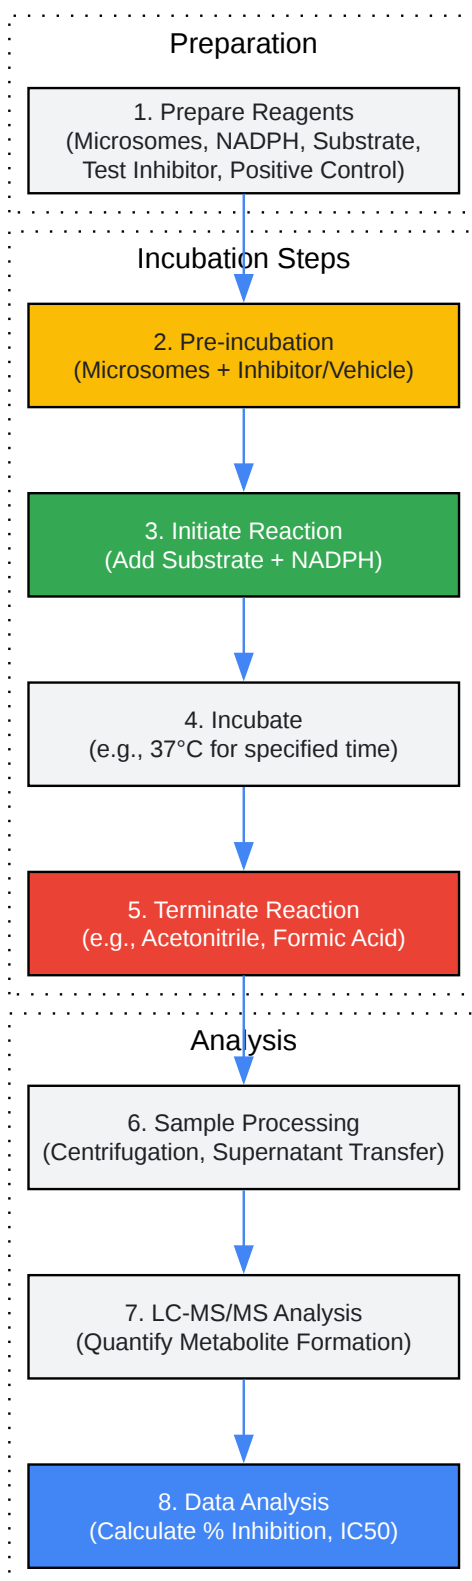 Preparation
1. Prepare Reagents
(Microsomes, NADPH, Substrate,
Test Inhibitor, Positive Control)
Incubation Steps
2. Pre-incubation
(Microsomes + Inhibitor/Vehicle)
3. Initiate Reaction
(Add Substrate + NADPH)
4. Incubate
(e.g., 37°C for specified time)
5. Terminate Reaction
(e.g., Acetonitrile, Formic Acid)
Analysis
6. Sample Processing
(Centrifugation, Supernatant Transfer)
7. LC-MS/MS Analysis
(Quantify Metabolite Formation)
8. Data Analysis
(Calculate % Inhibition, IC50)